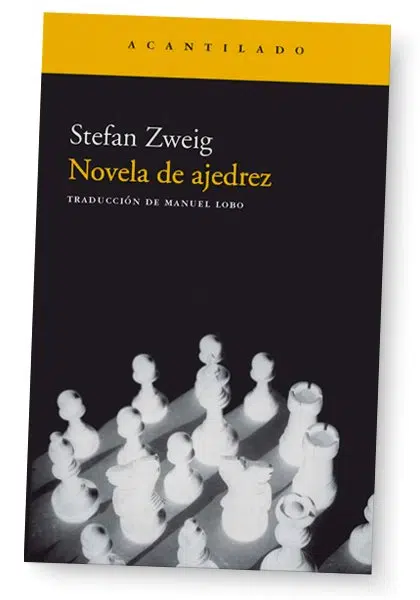 ACANTILADO
Stefan Zweig
Novela de ajedrez
TRADUCCIÓN DE MANUEL LOBO